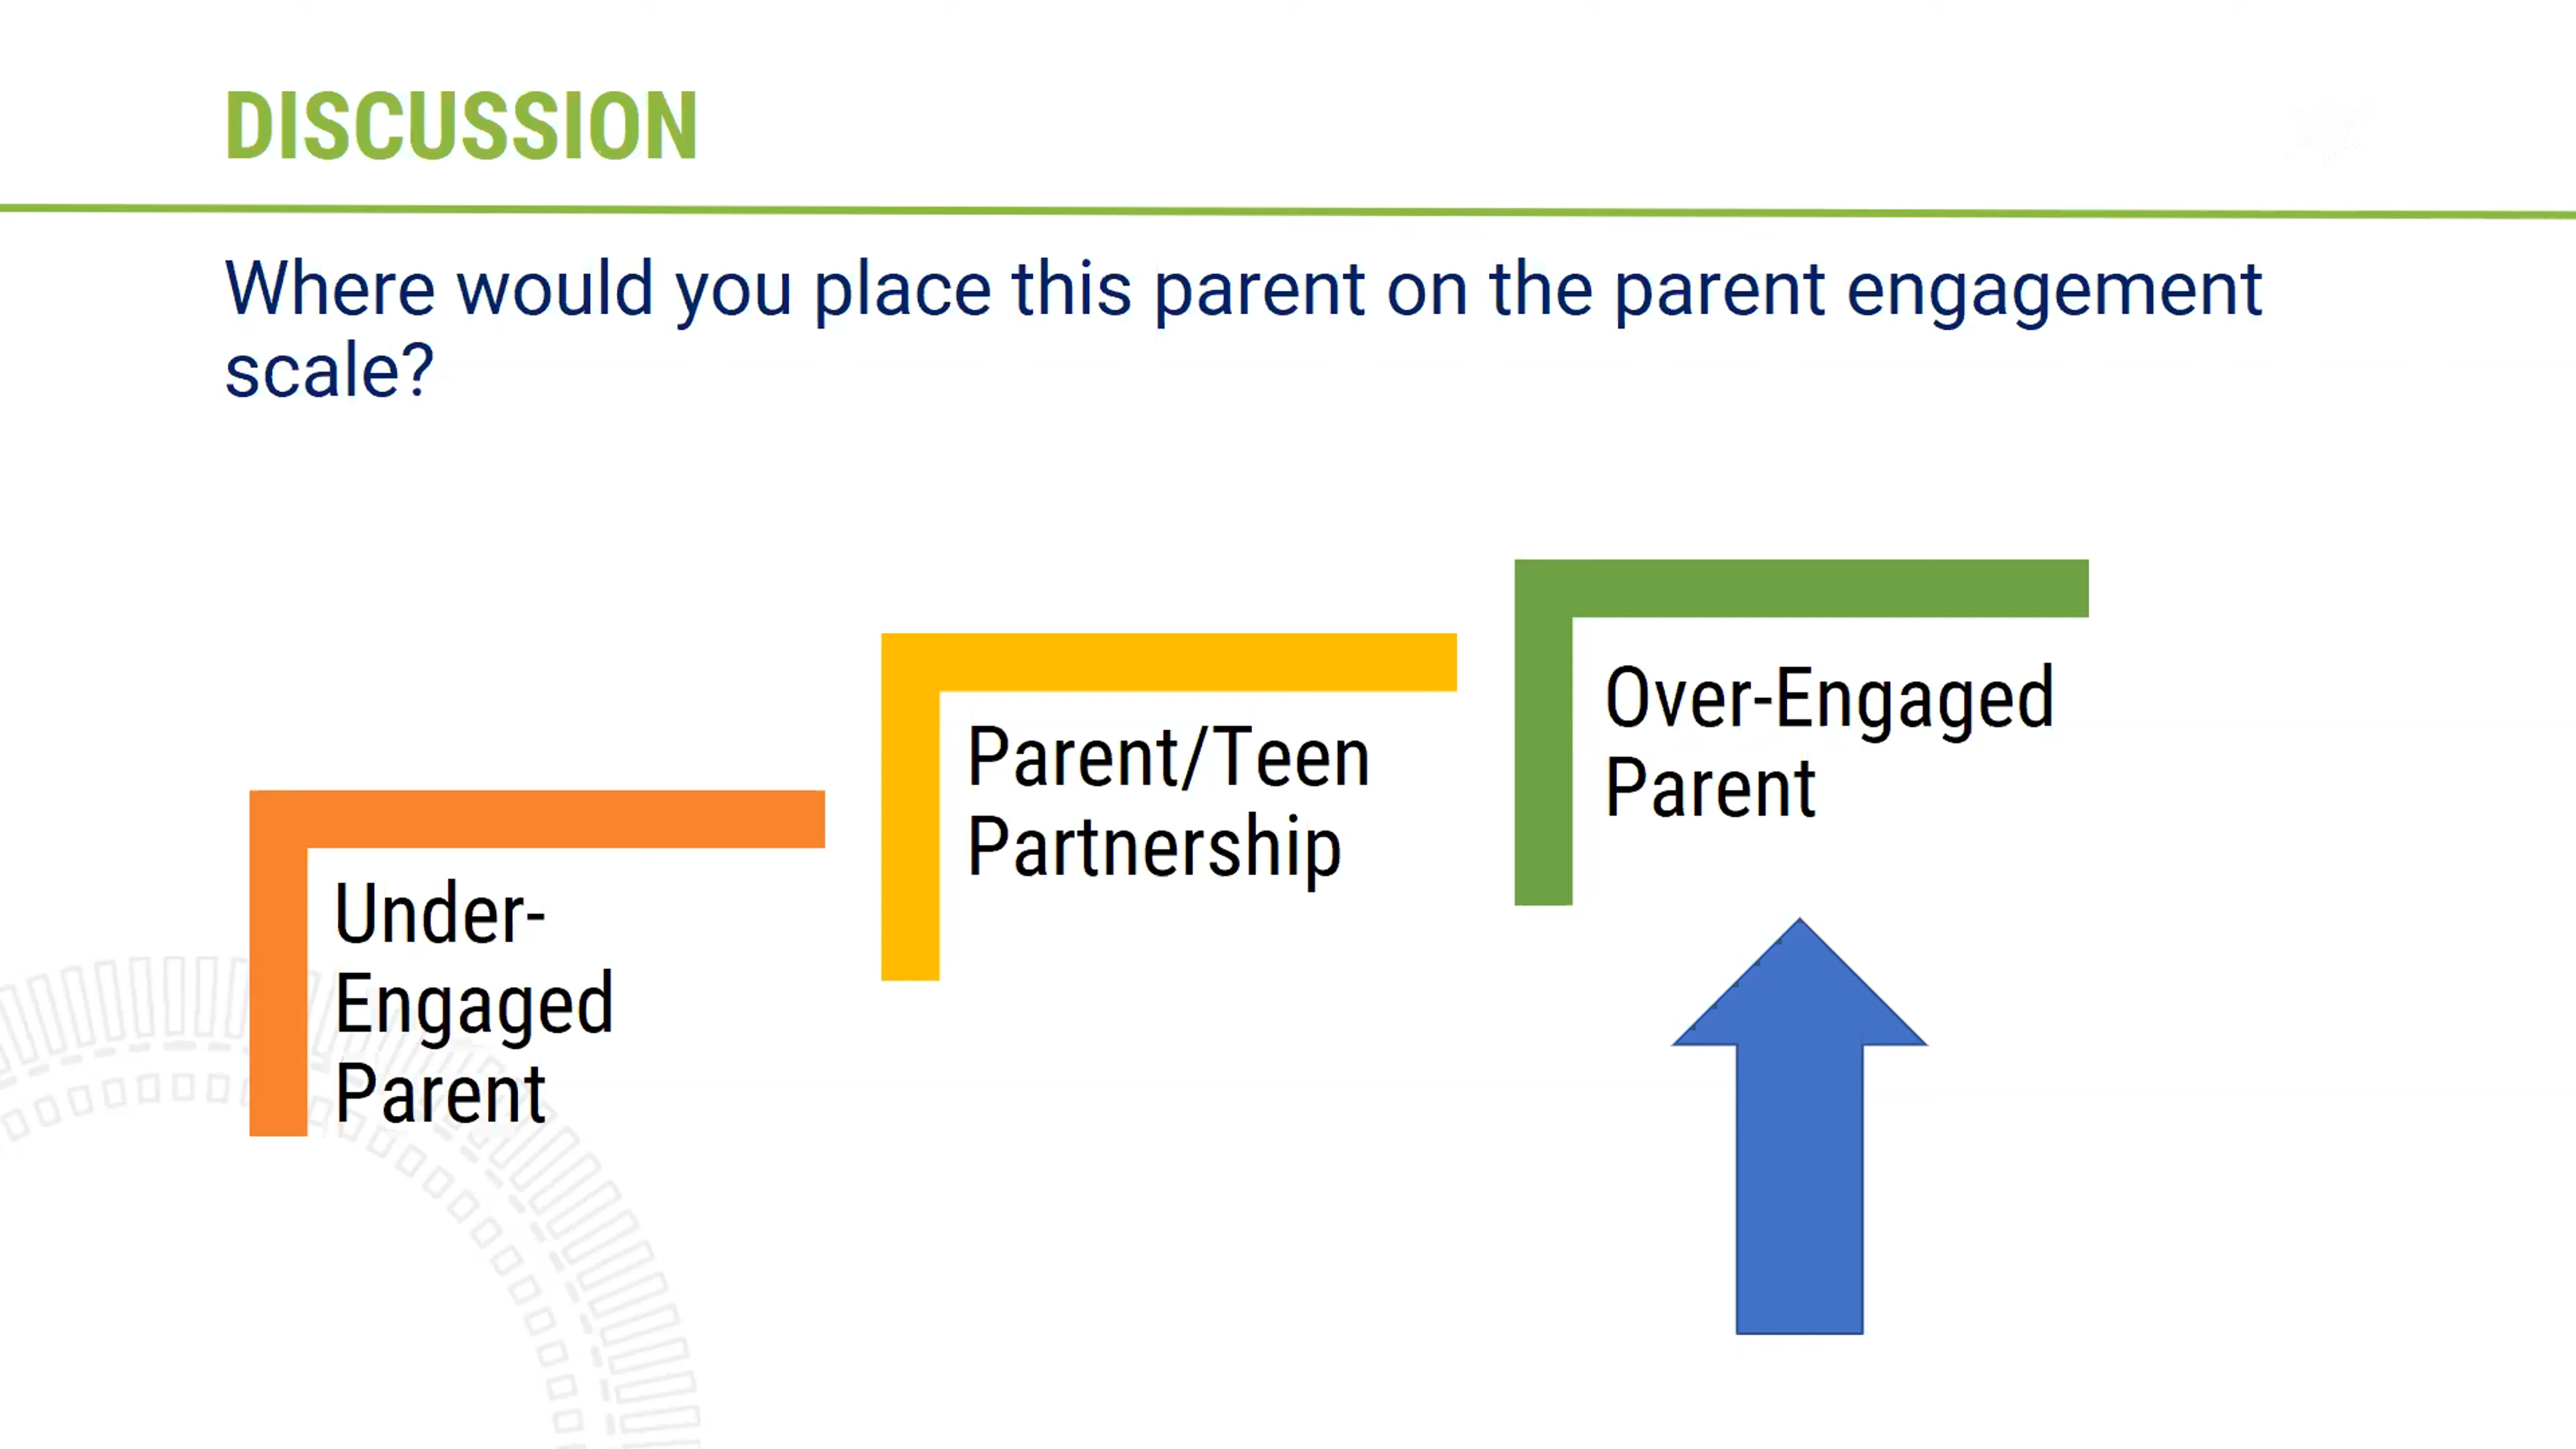 DISCUSSION
Where would you place this parent on the parent engagement
scale?
Under-
Engaged
Parent
Parent/Teen
Partnership
Over-Engaged
Parent